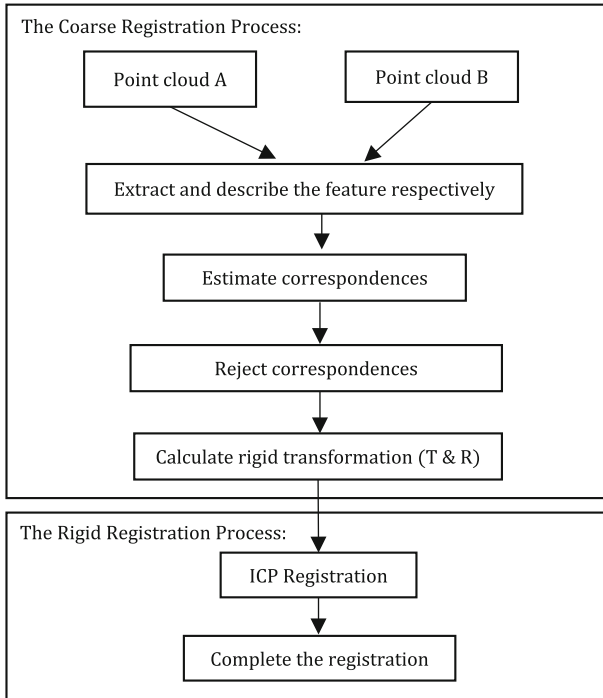 The Coarse Registration Process:
Point cloud A
Point cloud B
Extract and describe the feature respectively
Estimate correspondences
Reject correspondences
Calculate rigid transformation (T & R)
The Rigid Registration Process:
ICP Registration
Complete the registration